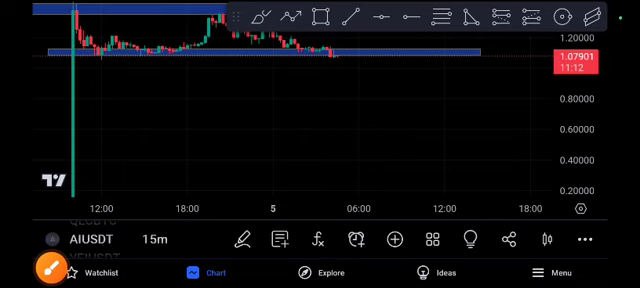 1.20000
1.07901
11:12
0.80000
0.60000
0.40000
0.20000
12:00 18:00 5 06:00 12:00 18:00
AIUSDT 15m
Watchlist Chart Explore Ideas Menu